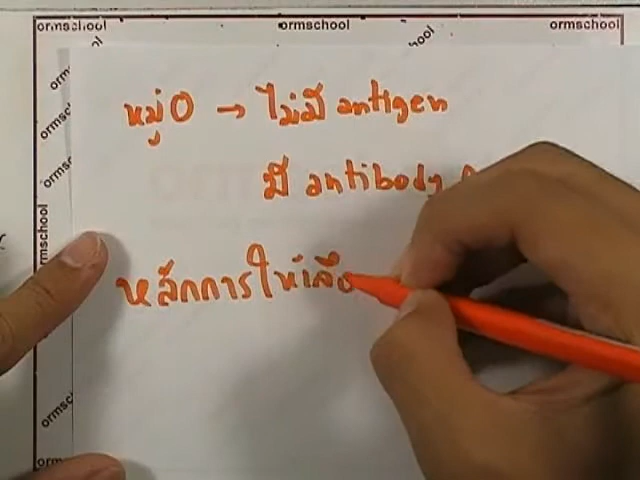 ormschool ormschool ormschool
หมู่ O → ไม่มี antigen
มี antibody
หลักการให้เลือ